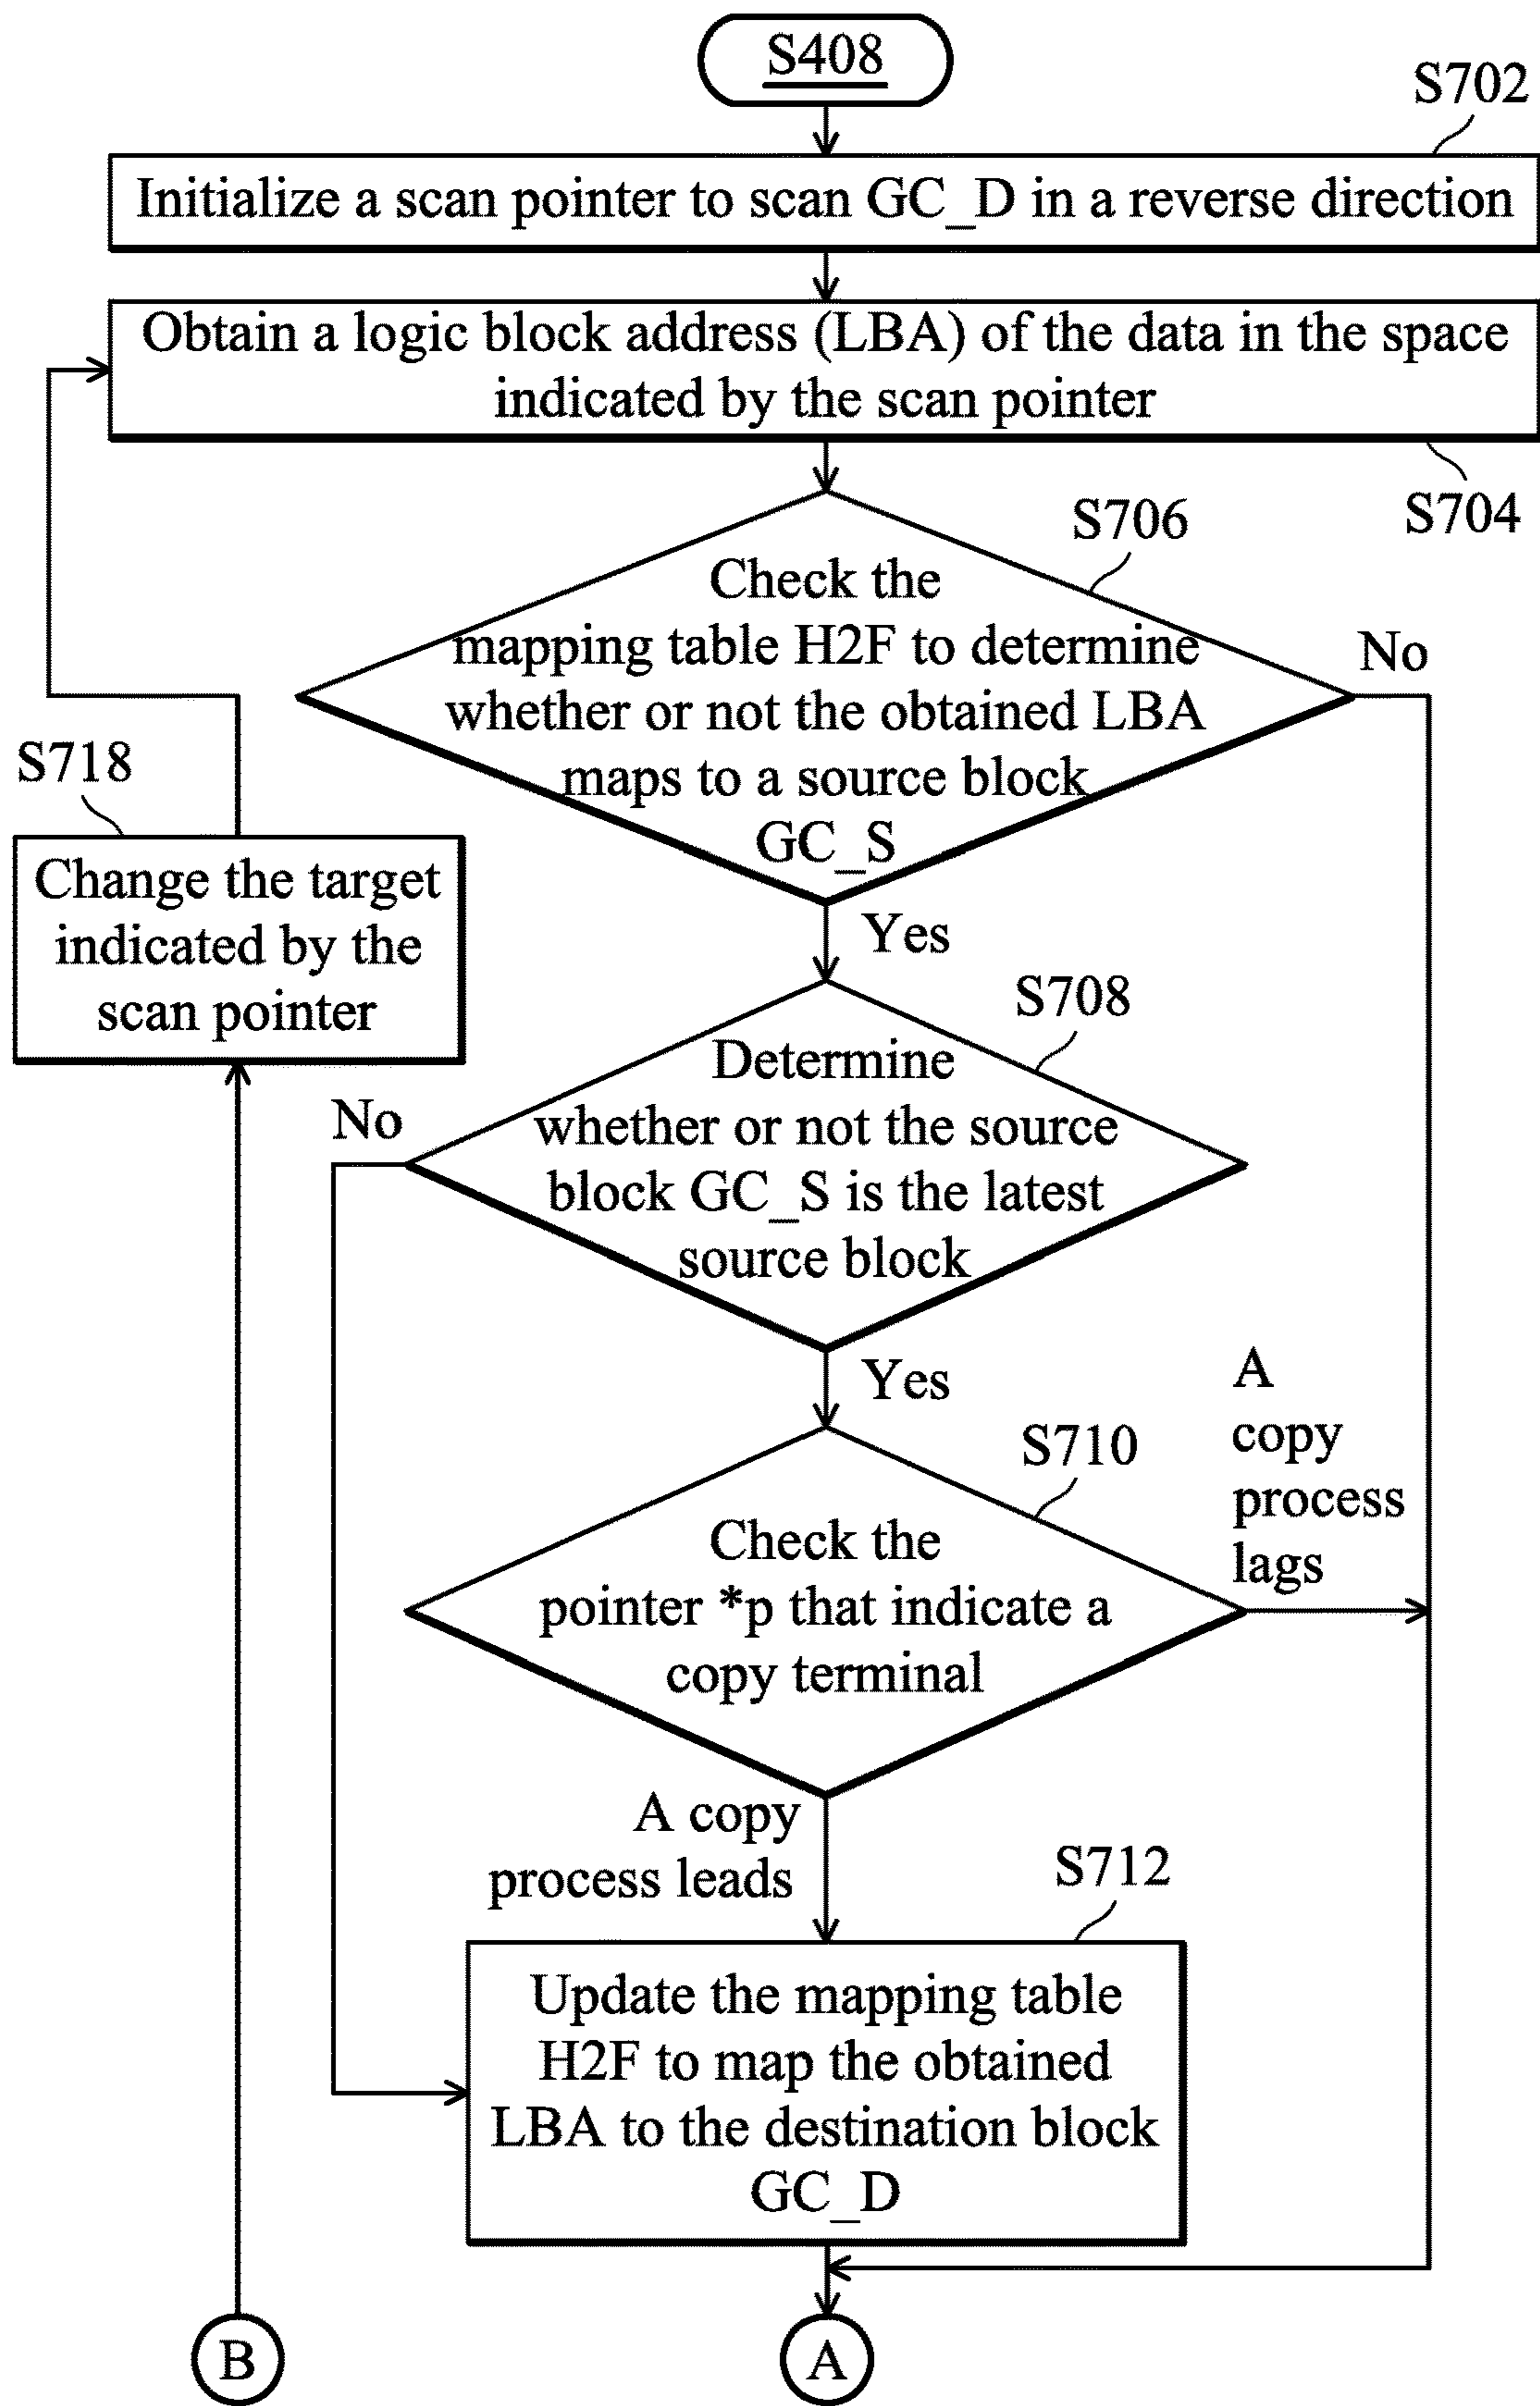 S408
S702
Initialize a scan pointer to scan GC_D in a reverse direction
Obtain a logic block address (LBA) of the data in the space
indicated by the scan pointer
S704
S706
Check the
mapping table H2F to determine
whether or not the obtained LBA
maps to a source block
GC_S
No
Yes
S718
Change the target
indicated by the
scan pointer
S708
Determine
whether or not the source
block GC_S is the latest
source block
No
Yes
S710
Check the
pointer *p that indicate a
copy terminal
A
copy
process
lags
A copy
process leads
S712
Update the mapping table
H2F to map the obtained
LBA to the destination block
GC_D
B
A